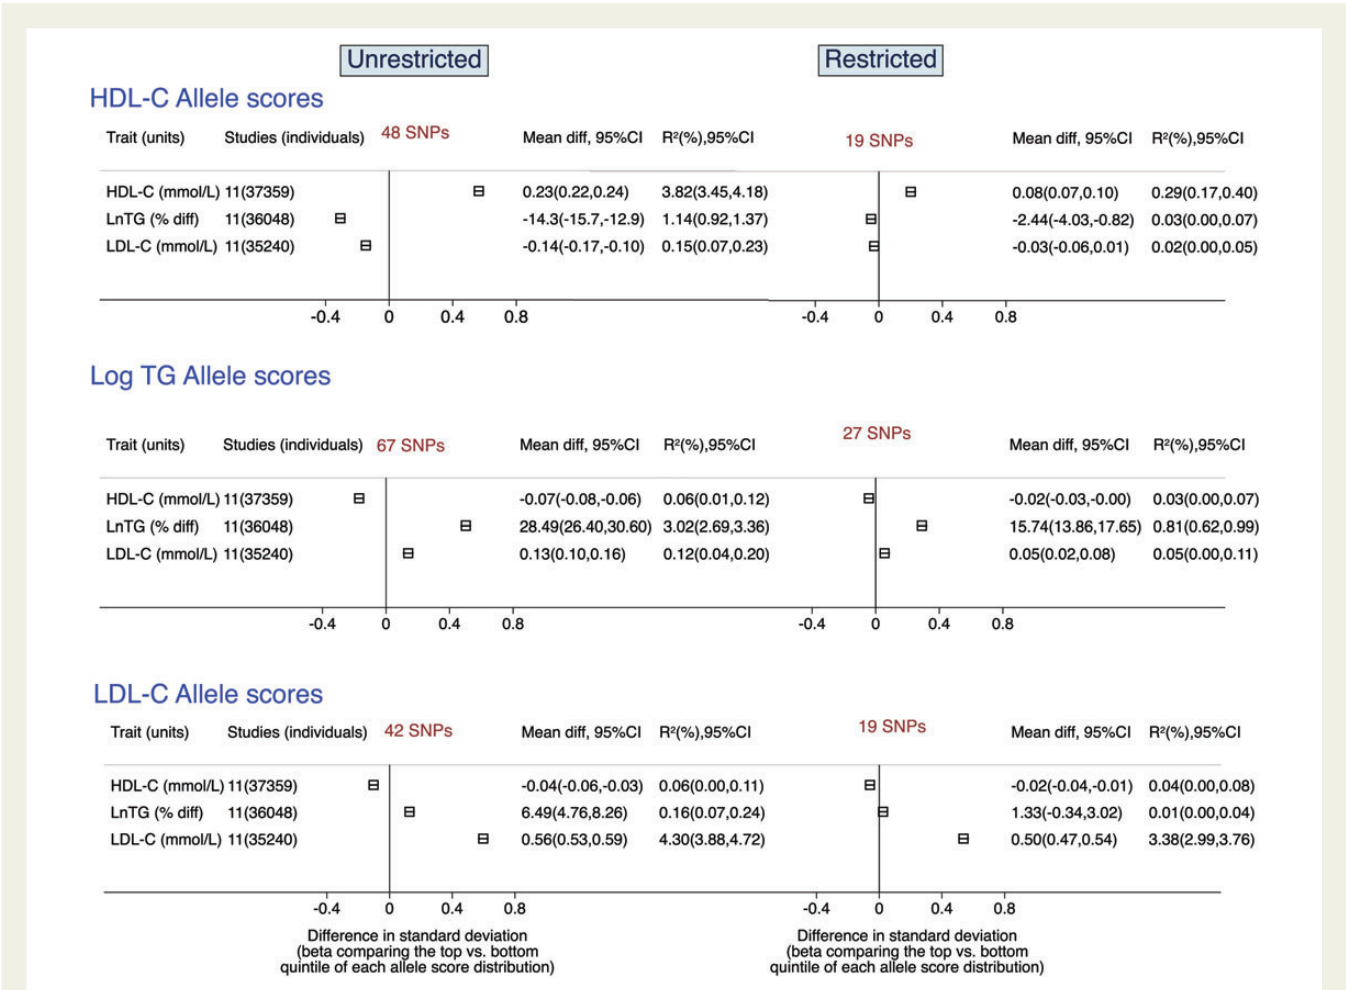 Unrestricted Restricted
HDL-C Allele scores
Trait (units) Studies (individuals) 48 SNPs Mean diff, 95%CI R²(%),95%CI 19 SNPs Mean diff, 95%CI R²(%),95%CI
HDL-C (mmol/L) 11(37359) 0.23(0.22,0.24) 3.82(3.45,4.18) 0.08(0.07,0.10) 0.29(0.17,0.40)
LnTG (% diff) 11(36048) -14.3(-15.7,-12.9) 1.14(0.92,1.37) -2.44(-4.03,-0.82) 0.03(0.00,0.07)
LDL-C (mmol/L) 11(35240) -0.14(-0.17,-0.10) 0.15(0.07,0.23) -0.03(-0.06,0.01) 0.02(0.00,0.05)
-0.4 0 0.4 0.8 -0.4 0 0.4 0.8
Log TG Allele scores
Trait (units) Studies (individuals) 67 SNPs Mean diff, 95%CI R²(%),95%CI 27 SNPs Mean diff, 95%CI R²(%),95%CI
HDL-C (mmol/L) 11(37359) -0.07(-0.08,-0.06) 0.06(0.01,0.12) -0.02(-0.03,-0.00) 0.03(0.00,0.07)
LnTG (% diff) 11(36048) 28.49(26.40,30.60) 3.02(2.69,3.36) 15.74(13.86,17.65) 0.81(0.62,0.99)
LDL-C (mmol/L) 11(35240) 0.13(0.10,0.16) 0.12(0.04,0.20) 0.05(0.02,0.08) 0.05(0.00,0.11)
-0.4 0 0.4 0.8 -0.4 0 0.4 0.8
LDL-C Allele scores
Trait (units) Studies (individuals) 42 SNPs Mean diff, 95%CI R²(%),95%CI 19 SNPs Mean diff, 95%CI R²(%),95%CI
HDL-C (mmol/L) 11(37359) -0.04(-0.06,-0.03) 0.06(0.00,0.11) -0.02(-0.04,-0.01) 0.04(0.00,0.08)
LnTG (% diff) 11(36048) 6.49(4.76,8.26) 0.16(0.07,0.24) 1.33(-0.34,3.02) 0.01(0.00,0.04)
LDL-C (mmol/L) 11(35240) 0.56(0.53,0.59) 4.30(3.88,4.72) 0.50(0.47,0.54) 3.38(2.99,3.76)
-0.4 0 0.4 0.8 -0.4 0 0.4 0.8
Difference in standard deviation Difference in standard deviation
(beta comparing the top vs. bottom (beta comparing the top vs. bottom
quintile of each allele score distribution) quintile of each allele score distribution)